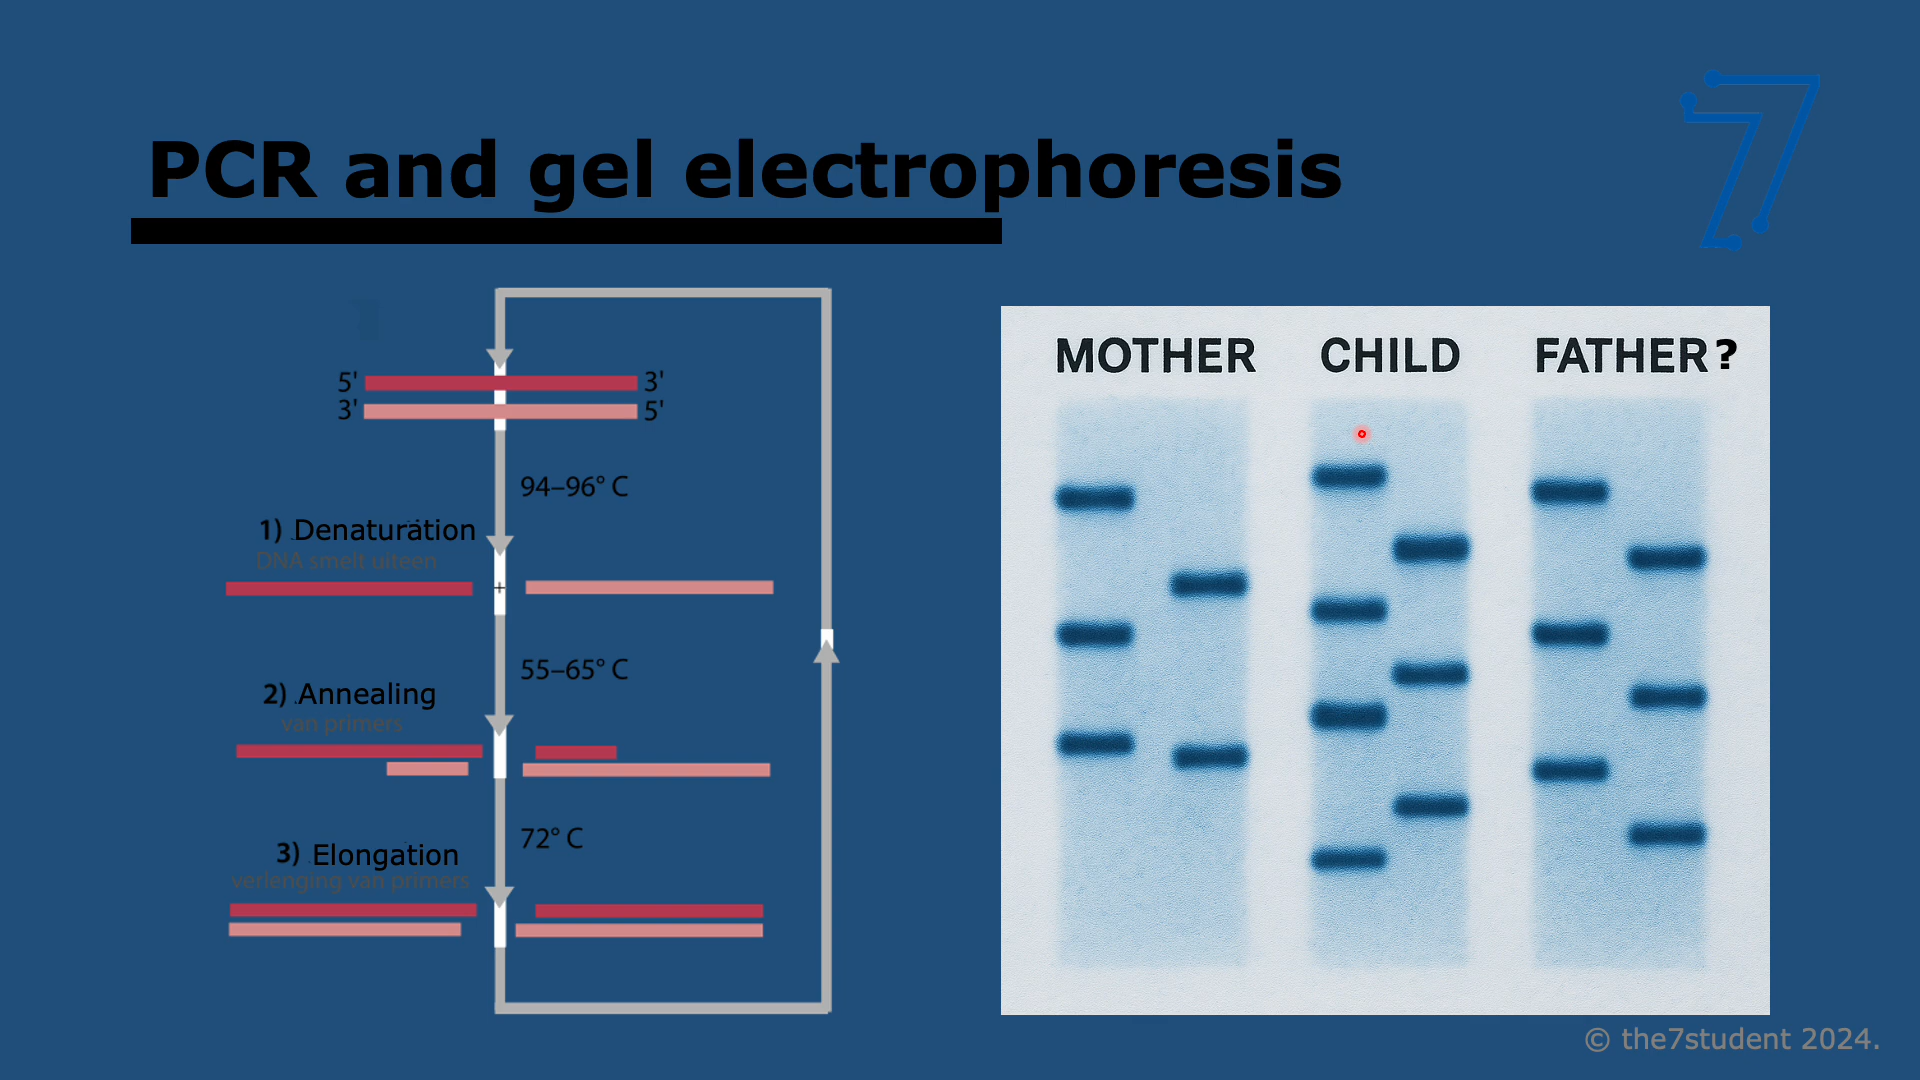 PCR and gel electrophoresis
5' 3'
3' 5'
94–96° C
1) Denaturation
DNA smelt uiteen
+
55–65° C
2) Annealing
van primers
72° C
3) Elongation
verlenging van primers
MOTHER CHILD FATHER?
© the7student 2024.